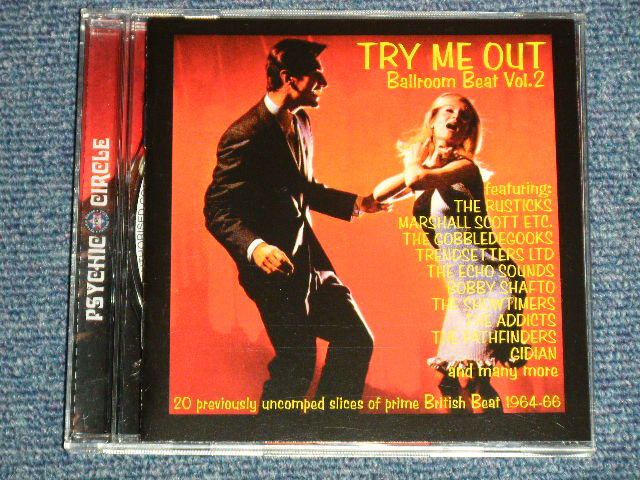 TRY ME OUT
Ballroom Beat Vol.2
featuring:
THE RUSTICKS
MARSHALL SCOTT ETC.
THE GOBBLEDEGOOKS
TRENDSETTERS LTD
THE ECHO SOUNDS
BOBBY SHAFTO
THE SHOWTIMERS
THE ADDICTS
THE PATHFINDERS
GIDIAN
and many more
20 previously uncomped slices of prime British Beat 1964-66
PSYCHIC CIRCLE